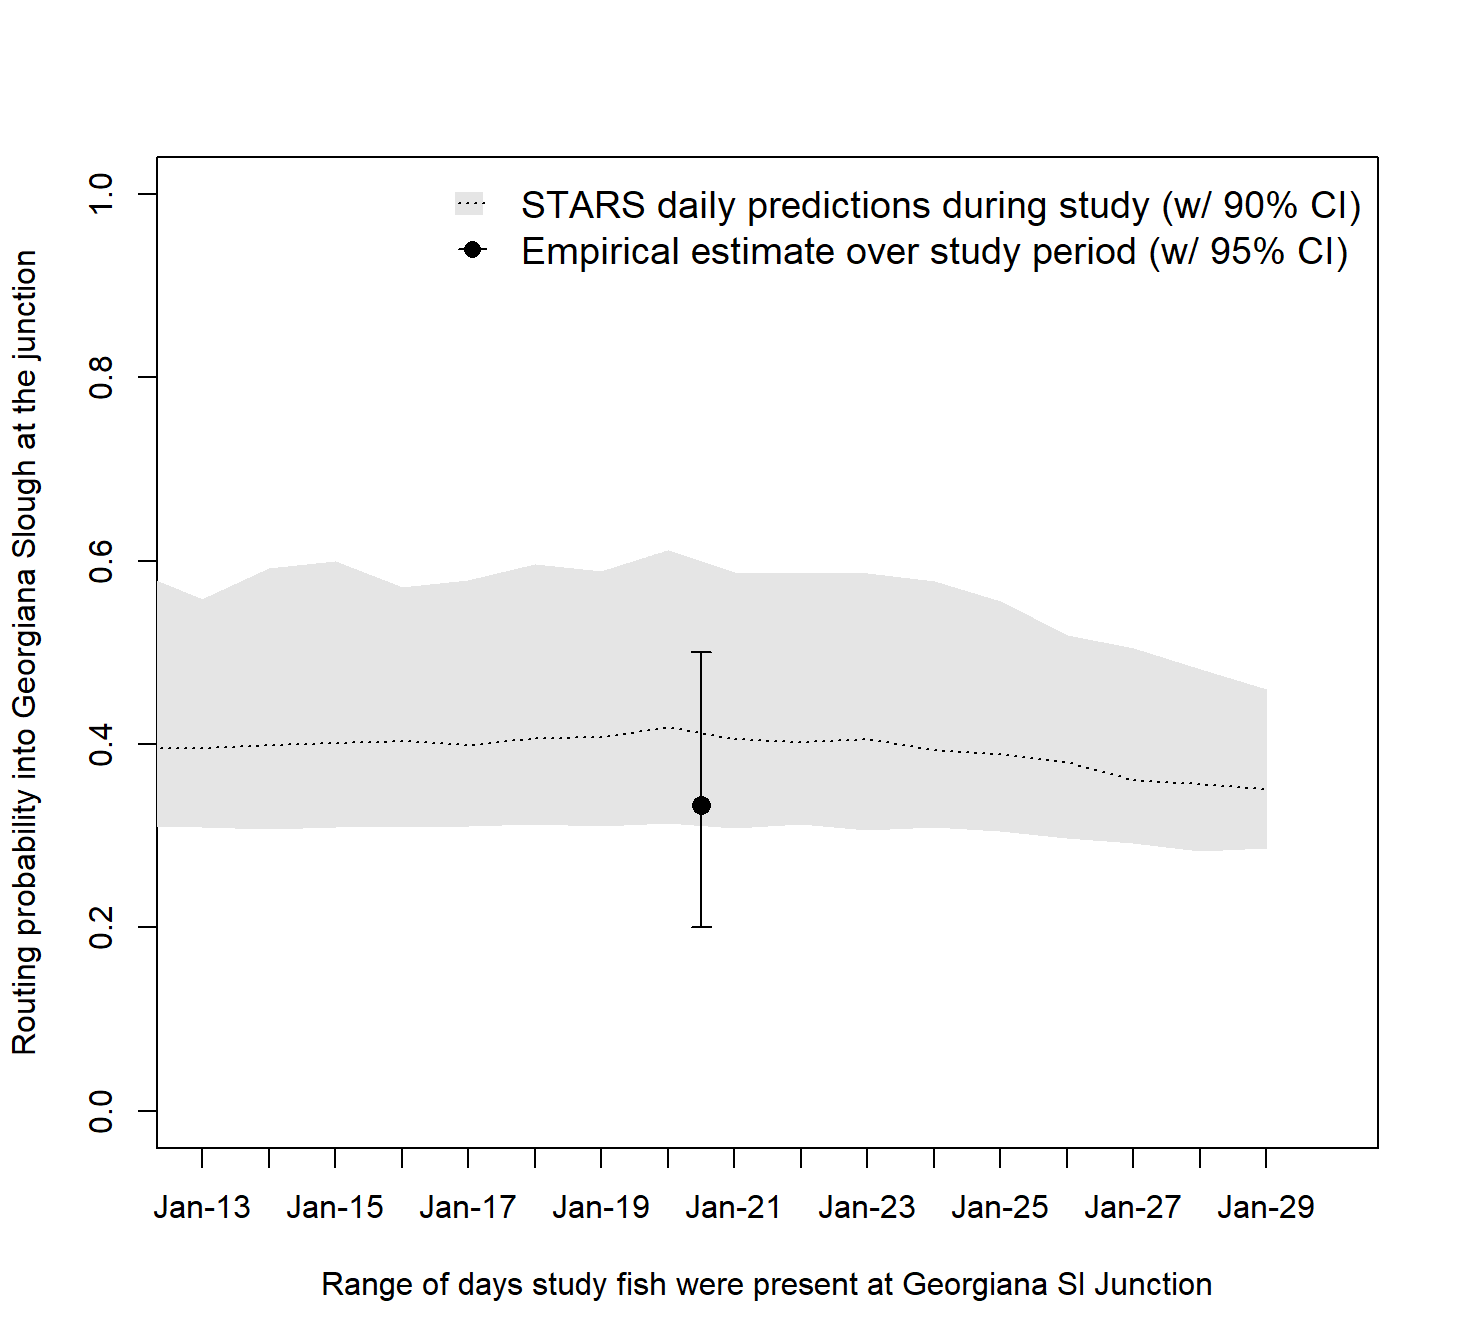 STARS daily predictions during study (w/ 90% CI)
Empirical estimate over study period (w/ 95% CI)
Routing probability into Georgiana Slough at the junction
1.0
0.8
0.6
0.4
0.2
0.0
Jan-13 Jan-15 Jan-17 Jan-19 Jan-21 Jan-23 Jan-25 Jan-27 Jan-29
Range of days study fish were present at Georgiana Sl Junction